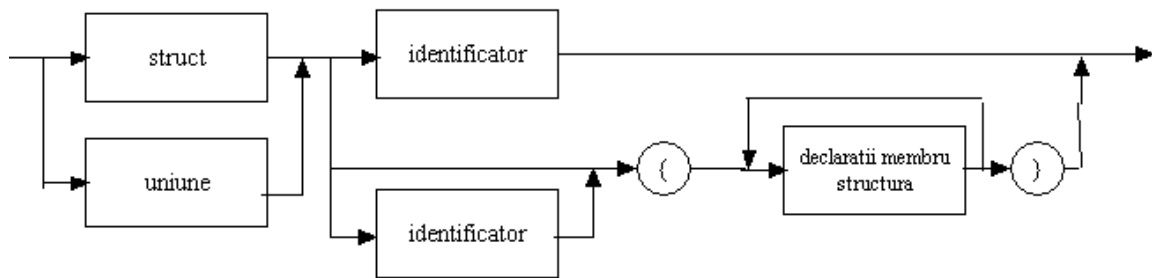 struct
identificator
uniune
{
declaratii membru
structura
}
identificator